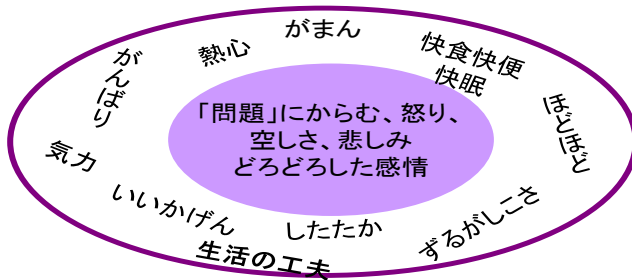 がまん
熱心
快食快便
快眠
がんばり
ほどほど
「問題」にからむ、怒り、
空しさ、悲しみ
どろどろした感情
気力
いいかげん
したたか
ずるがしこさ
生活の工夫